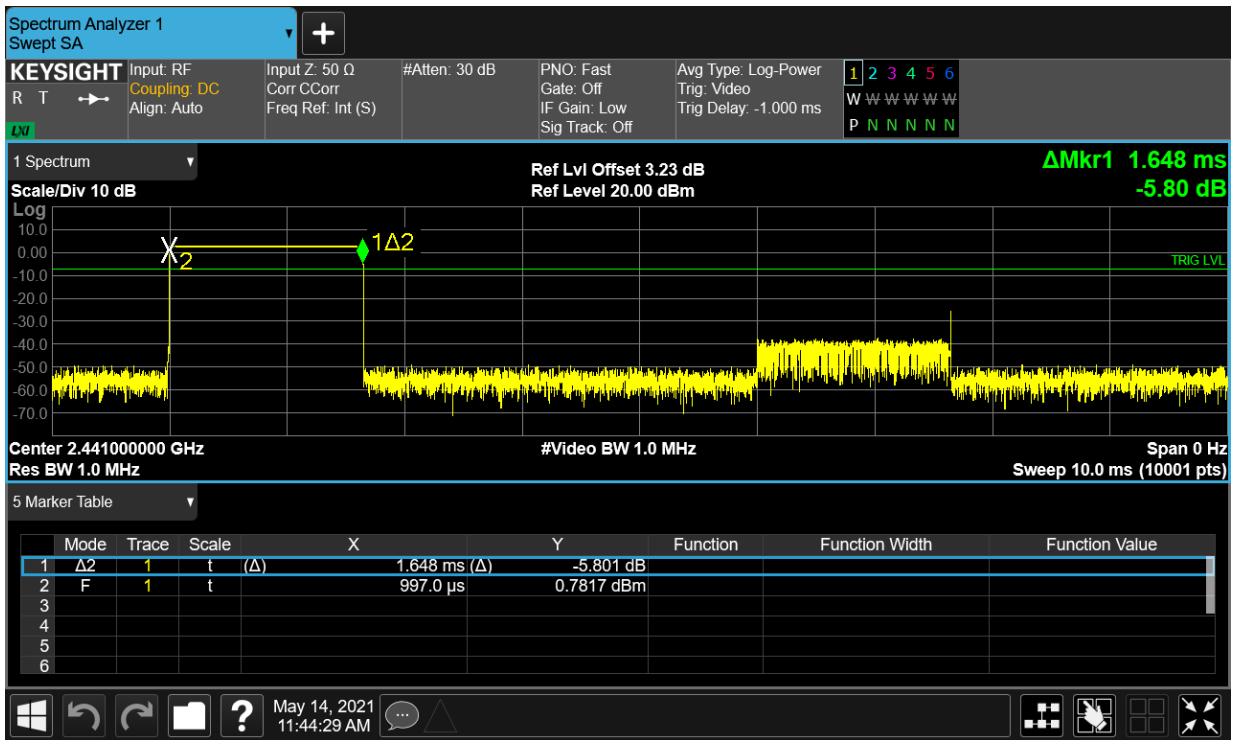 Spectrum Analyzer 1
Swept SA
KEYSIGHT
R T
LXI
Input: RF
Coupling: DC
Align: Auto
Input Z: 50 Ω
Corr CCorr
Freq Ref: Int (S)
#Atten: 30 dB
PNO: Fast
Gate: Off
IF Gain: Low
Sig Track: Off
Avg Type: Log-Power
Trig: Video
Trig Delay: -1.000 ms
1 2 3 4 5 6
W W W W W W
P N N N N N
1 Spectrum
Scale/Div 10 dB
Ref Lvl Offset 3.23 dB
Ref Level 20.00 dBm
ΔMkr1 1.648 ms
-5.80 dB
Log
10.0
0.00
-10.0
-20.0
-30.0
-40.0
-50.0
-60.0
-70.0
2
1Δ2
TRIG LVL
Center 2.441000000 GHz
Res BW 1.0 MHz
#Video BW 1.0 MHz
Span 0 Hz
Sweep 10.0 ms (10001 pts)
5 Marker Table
Mode Trace Scale X Y Function Function Width Function Value
1 Δ2 1 t (Δ) 1.648 ms (Δ) -5.801 dB
2 F 1 t 997.0 µs 0.7817 dBm
3
4
5
6
?
May 14, 2021
11:44:29 AM